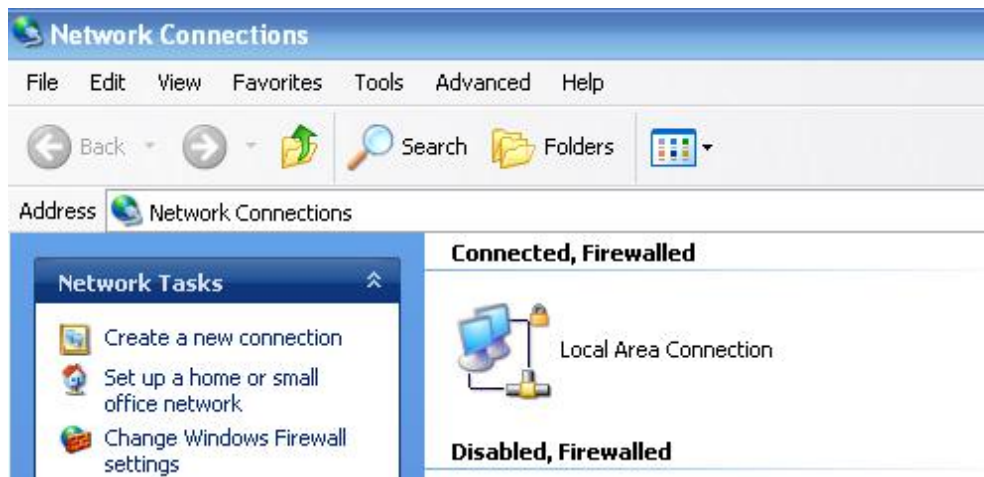 Network Connections
File Edit View Favorites Tools Advanced Help
Back Search Folders
Address Network Connections
Network Tasks
Create a new connection
Set up a home or small
office network
Change Windows Firewall
settings
Connected, Firewalled
Local Area Connection
Disabled, Firewalled